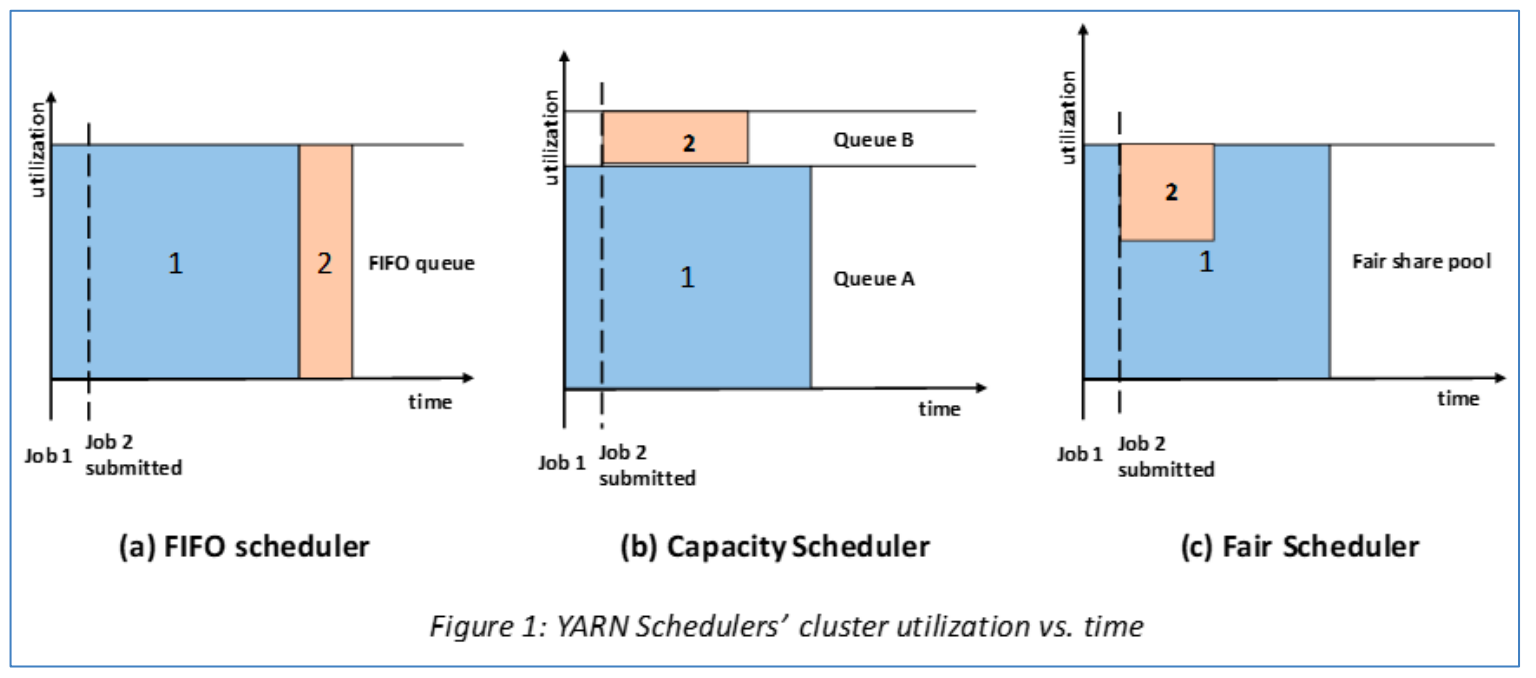 utilization
1
2
FIFO queue
time
Job 1
Job 2
submitted
(a) FIFO scheduler
utilization
2
Queue B
1
Queue A
time
Job 1
Job 2
submitted
(b) Capacity Scheduler
utilization
2
1
Fair share pool
time
Job 1
Job 2
submitted
(c) Fair Scheduler
Figure 1: YARN Schedulers’ cluster utilization vs. time